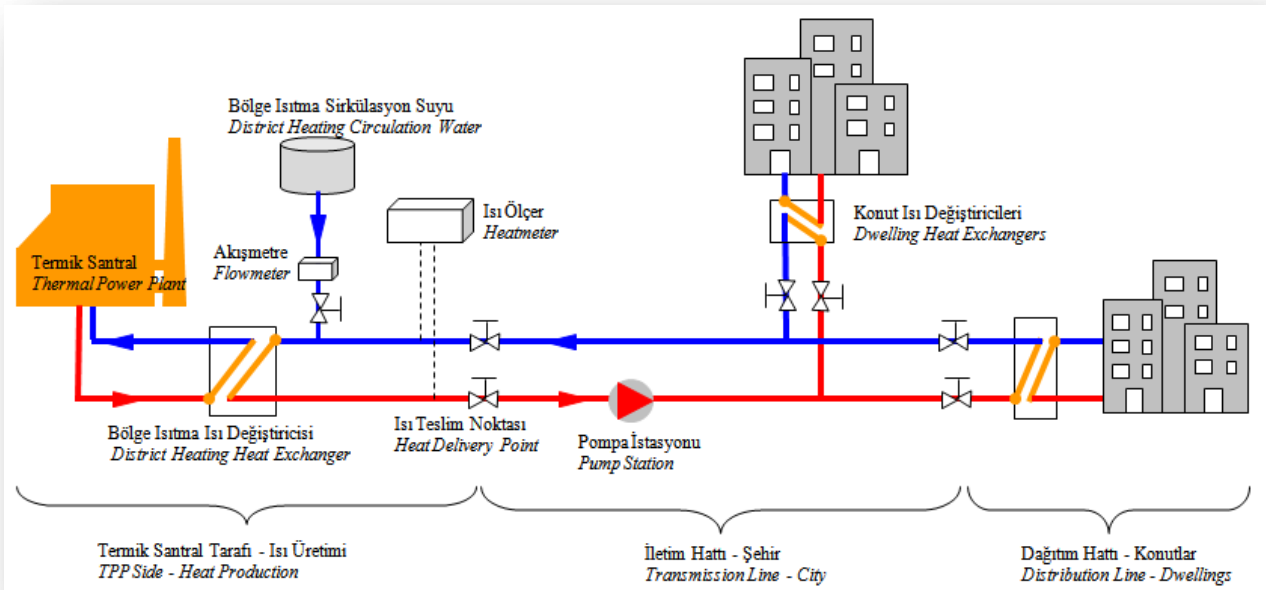 Bölge Isıtma Sirkülasyon Suyu
District Heating Circulation Water
Isı Ölçer
Heatmeter
Konut Isı Değiştiricileri
Dwelling Heat Exchangers
Akışmetre
Flowmeter
Termik Santral
Thermal Power Plant
Bölge Isıtma Isı Değiştiricisi
District Heating Heat Exchanger
Isı Teslim Noktası
Heat Delivery Point
Pompa İstasyonu
Pump Station
Termik Santral Tarafı - Isı Üretimi
TPP Side - Heat Production
İletim Hattı - Şehir
Transmission Line - City
Dağıtım Hattı - Konutlar
Distribution Line - Dwellings